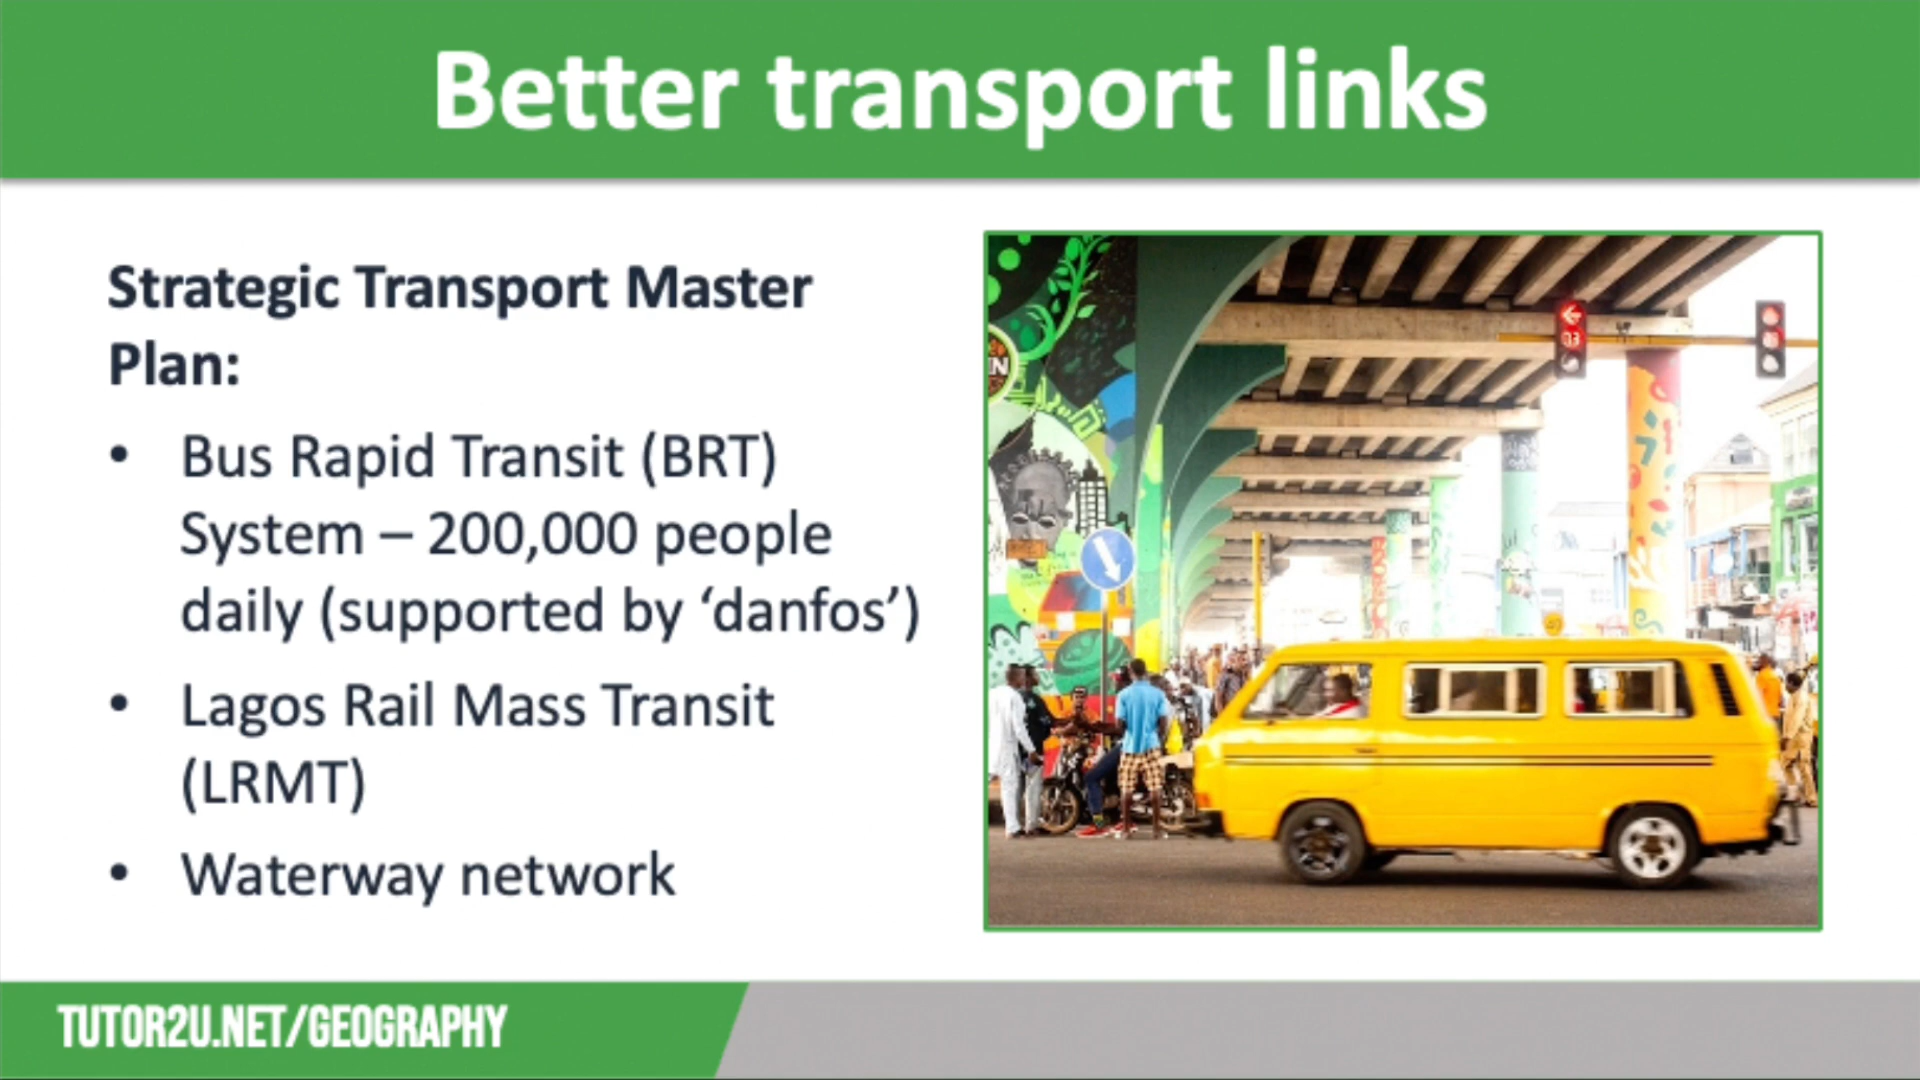 Better transport links
Strategic Transport Master
Plan:
• Bus Rapid Transit (BRT)
System – 200,000 people
daily (supported by ‘danfos’)
• Lagos Rail Mass Transit
(LRMT)
• Waterway network
TUTOR2U.NET/GEOGRAPHY